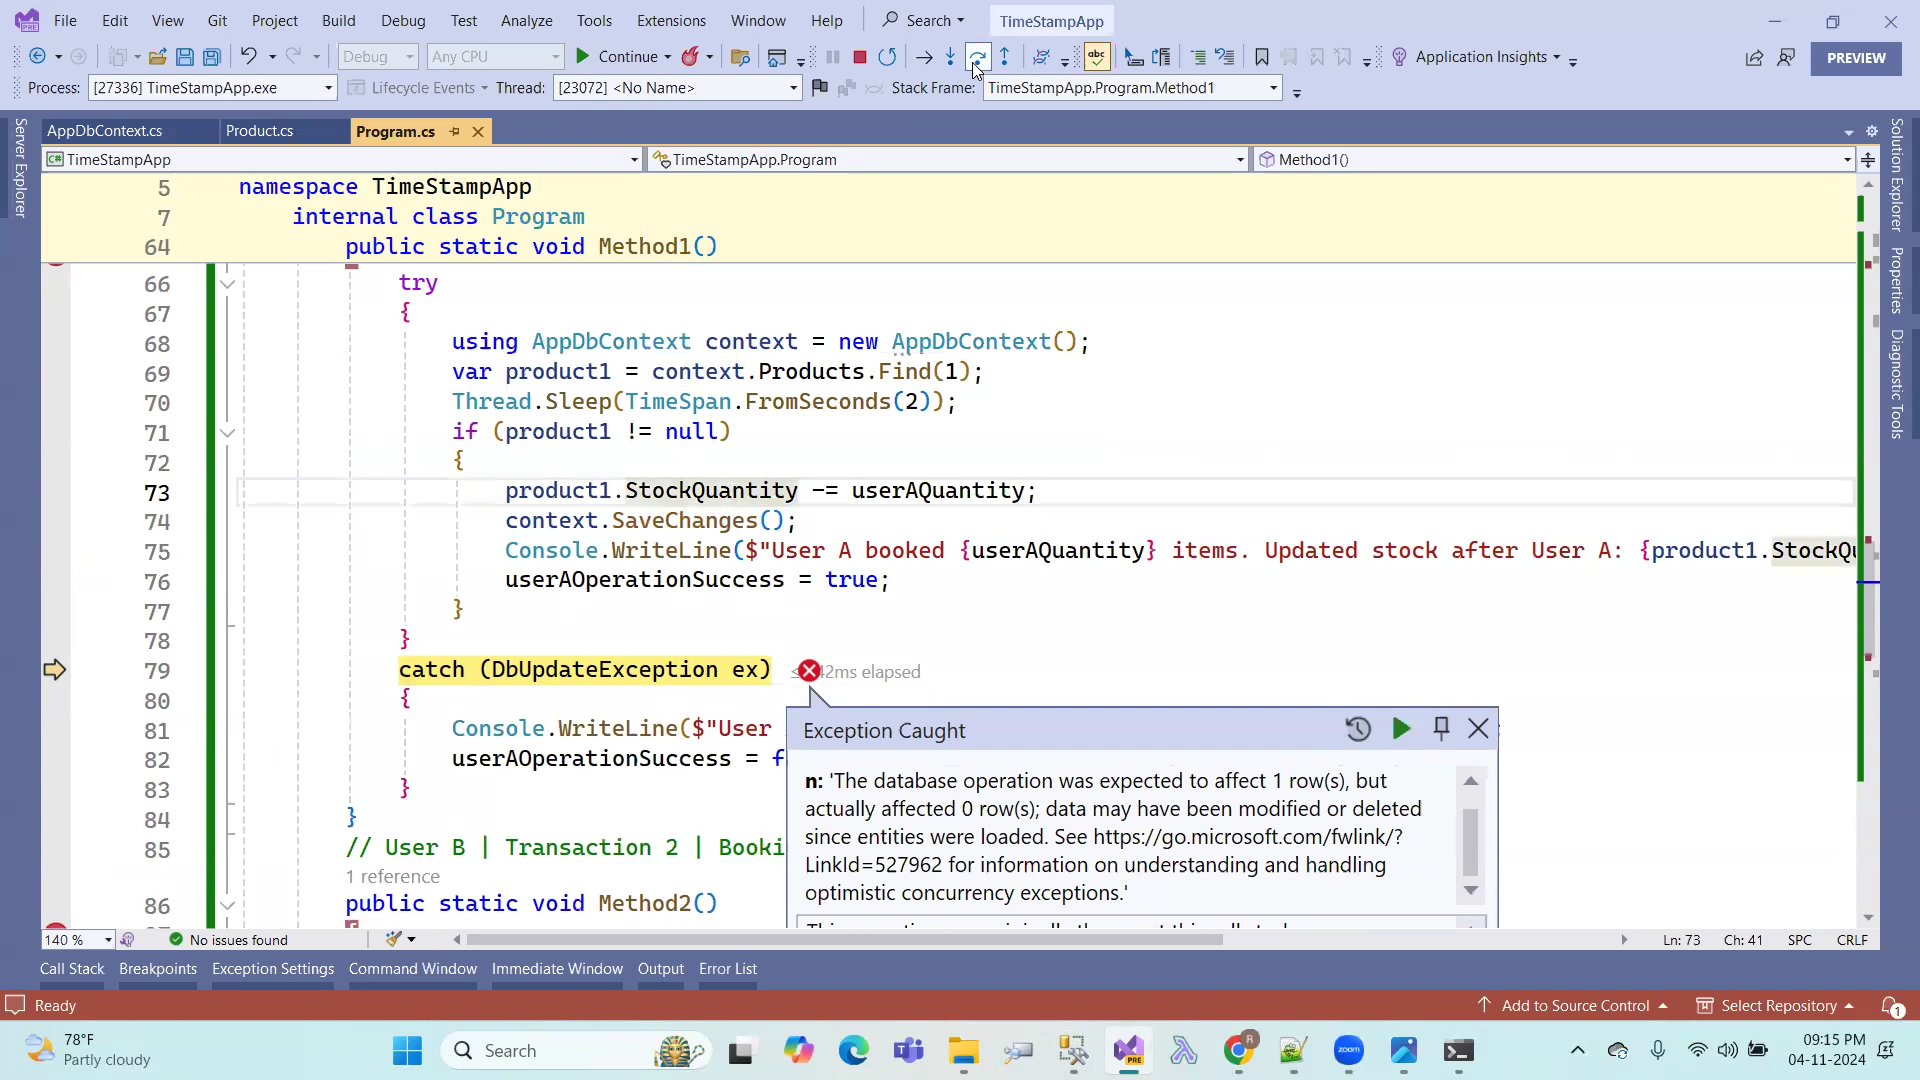 File Edit View Git Project Build Debug Test Analyze Tools Extensions Window Help Search TimeStampApp
Debug Any CPU Continue abc Application Insights PREVIEW
Process: [27336] TimeStampApp.exe Lifecycle Events Thread: [23072] <No Name> Stack Frame: TimeStampApp.Program.Method1
AppDbContext.cs Product.cs Program.cs
TimeStampApp TimeStampApp.Program Method1()
Server Explorer
Solution Explorer
Properties
Diagnostic Tools
5 namespace TimeStampApp
7 internal class Program
64 public static void Method1()
66 try
67 {
68 using AppDbContext context = new AppDbContext();
69 var product1 = context.Products.Find(1);
70 Thread.Sleep(TimeSpan.FromSeconds(2));
71 if (product1 != null)
72 {
73 product1.StockQuantity -= userAQuantity;
74 context.SaveChanges();
75 Console.WriteLine($"User A booked {userAQuantity} items. Updated stock after User A: {product1.StockQu
76 userAOperationSuccess = true;
77 }
78 }
79 catch (DbUpdateException ex) 42ms elapsed
80 {
81 Console.WriteLine($"User
82 userAOperationSuccess = f
83 }
84 }
85 // User B | Transaction 2 | Booki
1 reference
86 public static void Method2()
Exception Caught
n: 'The database operation was expected to affect 1 row(s), but
actually affected 0 row(s); data may have been modified or deleted
since entities were loaded. See https://go.microsoft.com/fwlink/?
LinkId=527962 for information on understanding and handling
optimistic concurrency exceptions.'
140 % No issues found Ln: 73 Ch: 41 SPC CRLF
Call Stack Breakpoints Exception Settings Command Window Immediate Window Output Error List
Ready Add to Source Control Select Repository 1
78°F
Partly cloudy
Search
PRE
zoom
09:15 PM
04-11-2024